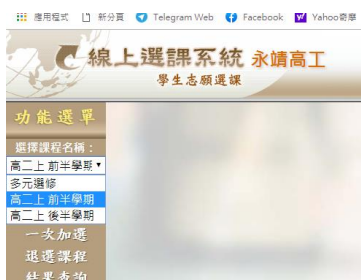 應用程式 新分頁 Telegram Web Facebook Yahoo奇摩
線上選課系統 永靖高工
學生志願選課
功能選單
選擇課程名稱：
高二上 前半學期
多元選修
高二上 前半學期
高二上 後半學期
一次加選
退選課程
結果查詢